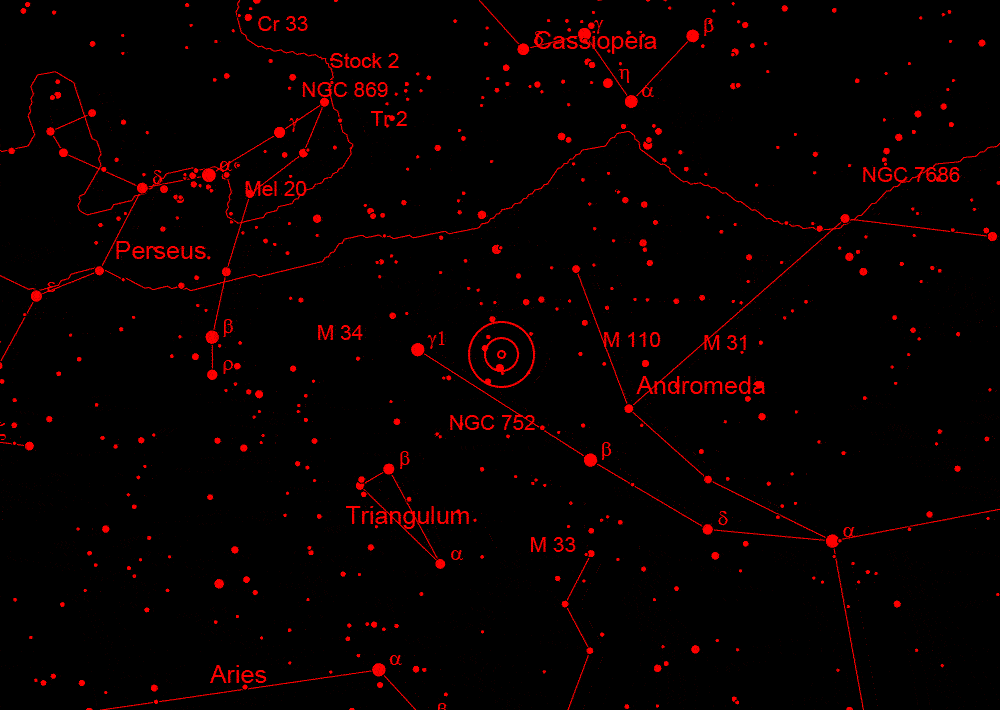 Cr 33
δ
γ
Cassiopeia
β
Stock 2
η
NGC 869
α
γ
Tr 2
α
δ
NGC 7686
Mel 20
Perseus
ε
β
M 34
γ1
M 110
M 31
ρ
Andromeda
NGC 752
β
β
Triangulum
δ
α
M 33
α
α
Aries